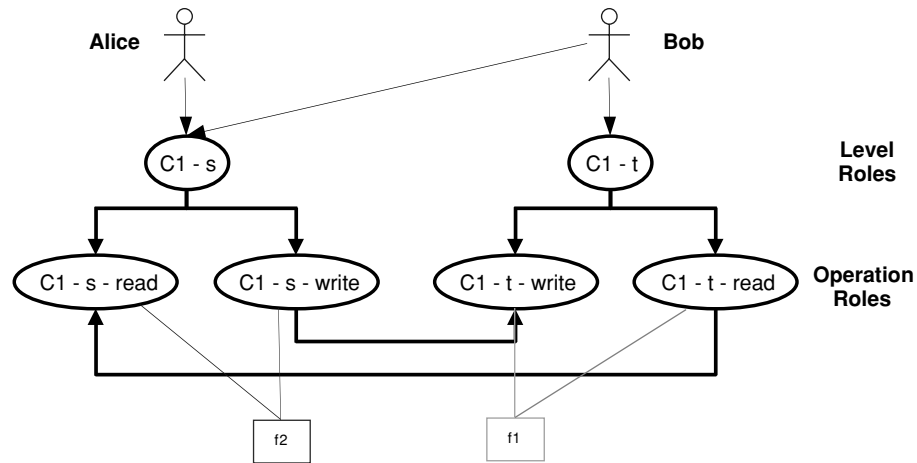 Alice
Bob
C1 - s
C1 - t
Level
Roles
C1 - s - read
C1 - s - write
C1 - t - write
C1 - t - read
Operation
Roles
f2
f1